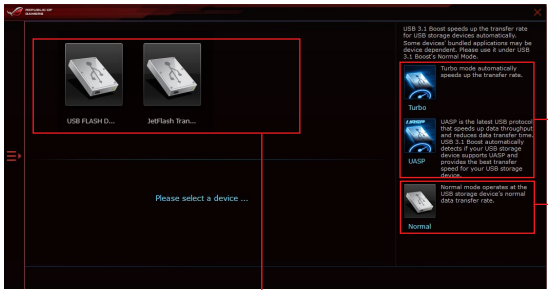 REPUBLIC OF
GAMERS
USB 3.1 Boost speeds up the transfer rate
for USB storage devices automatically.
Some devices' bundled applications may be
device dependent. Please use it under USB
3.1 Boost's Normal Mode.
USB FLASH D...
JetFlash Tran...
Turbo mode automatically
speeds up the transfer rate.
Turbo
UASP
UASP is the latest USB protocol
that speeds up data throughput
and reduces data transfer time.
USB 3.1 Boost automatically
detects if your USB storage
device supports UASP and
provides the best transfer
speed for your USB storage
device.
UASP
Please select a device ...
Normal mode operates at the
USB storage device's normal
data transfer rate.
Normal